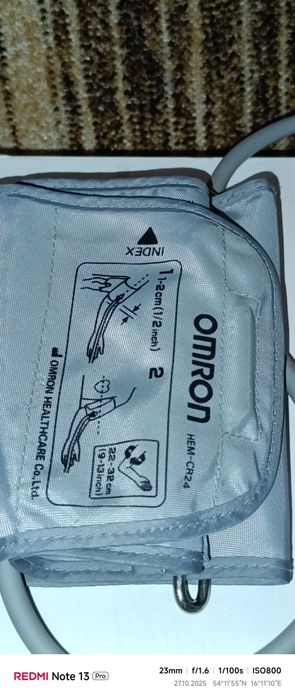 INDEX
1 1-2cm(1/2 inch)
2
22-32cm
(9-13inch)
OMRON
HEM-CR24
OMRON HEALTHCARE Co.,Ltd.
REDMI Note 13 Pro
23mm | f/1.6 | 1/100s | ISO800
27.10.2025 54°11'55"N 16°11'10"E